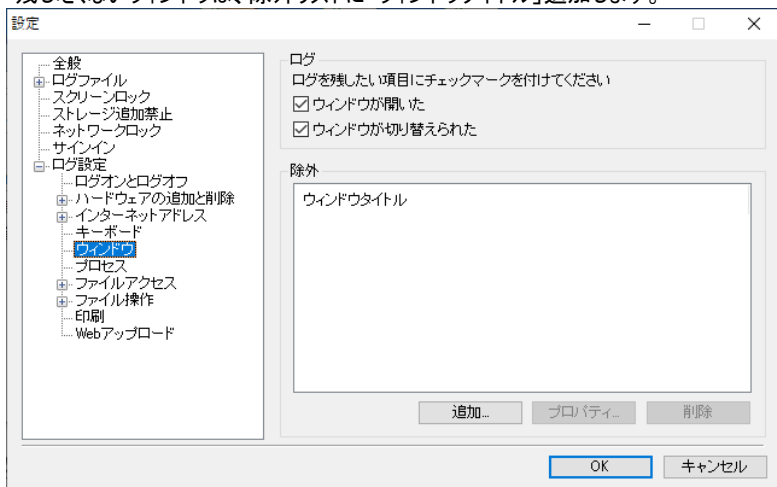 設定
全般
ログファイル
スクリーンロック
ストレージ追加禁止
ネットワークロック
サインイン
ログ設定
ログオンとログオフ
ハードウェアの追加と削除
インターネットアドレス
キーボード
ウィンドウ
プロセス
ファイルアクセス
ファイル操作
印刷
Webアップロード
ログ
ログを残したい項目にチェックマークを付けてください
ウィンドウが開いた
ウィンドウが切り替えられた
除外
ウィンドウタイトル
追加...
プロパティ...
削除
OK
キャンセル